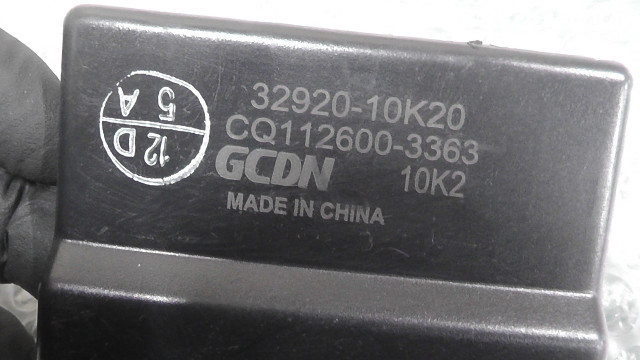 32920-10K20
CQ112600-3363
GCDN 10K2
MADE IN CHINA
12 D
5 A